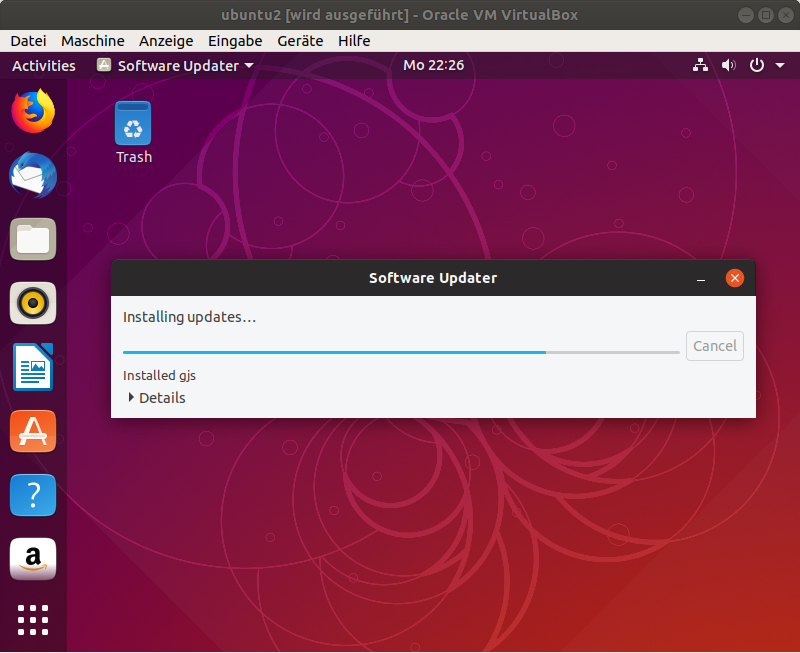 ubuntu2 [wird ausgeführt] - Oracle VM VirtualBox
Datei Maschine Anzeige Eingabe Geräte Hilfe
Activities Software Updater Mo 22:26
Trash
Software Updater
Installing updates…
Cancel
Installed gjs
Details
?
a